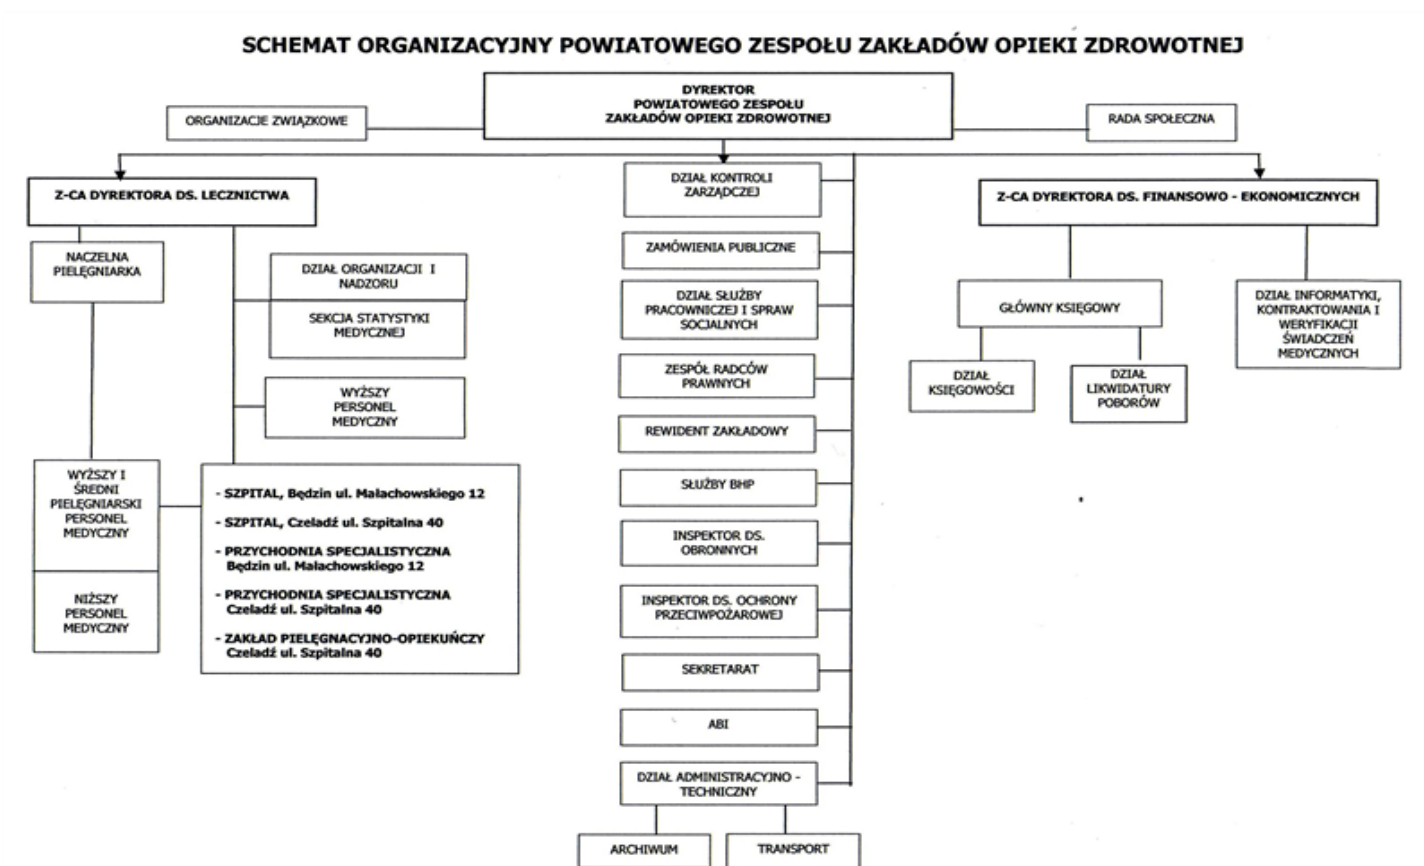 SCHEMAT ORGANIZACYJNY POWIATOWEGO ZESPOŁU ZAKŁADÓW OPIEKI ZDROWOTNEJ
DYREKTOR
POWIATOWEGO ZESPOŁU
ZAKŁADÓW OPIEKI ZDROWOTNEJ
ORGANIZACJE ZWIĄZKOWE
RADA SPOŁECZNA
Z-CA DYREKTORA DS. LECZNICTWA
NACZELNA
PIELĘGNIARKA
DZIAŁ ORGANIZACJI I
NADZORU
SEKCJA STATYSTYKI
MEDYCZNEJ
WYŻSZY
PERSONEL
MEDYCZNY
WYŻSZY I
ŚREDNI
PIELĘGNIARSKI
PERSONEL
MEDYCZNY
NIŻSZY
PERSONEL
MEDYCZNY
- SZPITAL, Będzin ul. Małachowskiego 12
- SZPITAL, Czeladź ul. Szpitalna 40
- PRZYCHODNIA SPECJALISTYCZNA
Będzin ul. Małachowskiego 12
- PRZYCHODNIA SPECJALISTYCZNA
Czeladź ul. Szpitalna 40
- ZAKŁAD PIELĘGNACYJNO-OPIEKUŃCZY
Czeladź ul. Szpitalna 40
DZIAŁ KONTROLI
ZARZĄDCZEJ
ZAMÓWIENIA PUBLICZNE
DZIAŁ SŁUŻBY
PRACOWNICZEJ I SPRAW
SOCJALNYCH
ZESPÓŁ RADCÓW
PRAWNYCH
REWIDENT ZAKŁADOWY
SŁUŻBY BHP
INSPEKTOR DS.
OBRONNYCH
INSPEKTOR DS. OCHRONY
PRZECIWPOŻAROWEJ
SEKRETARIAT
ABI
DZIAŁ ADMINISTRACYJNO -
TECHNICZNY
ARCHIWUM
TRANSPORT
Z-CA DYREKTORA DS. FINANSOWO - EKONOMICZNYCH
GŁÓWNY KSIĘGOWY
DZIAŁ
KSIĘGOWOŚCI
DZIAŁ
LIKWIDATURY
POBORÓW
DZIAŁ INFORMATYKI,
KONTRAKTOWANIA I
WERYFIKACJI
ŚWIADCZEŃ
MEDYCZNYCH